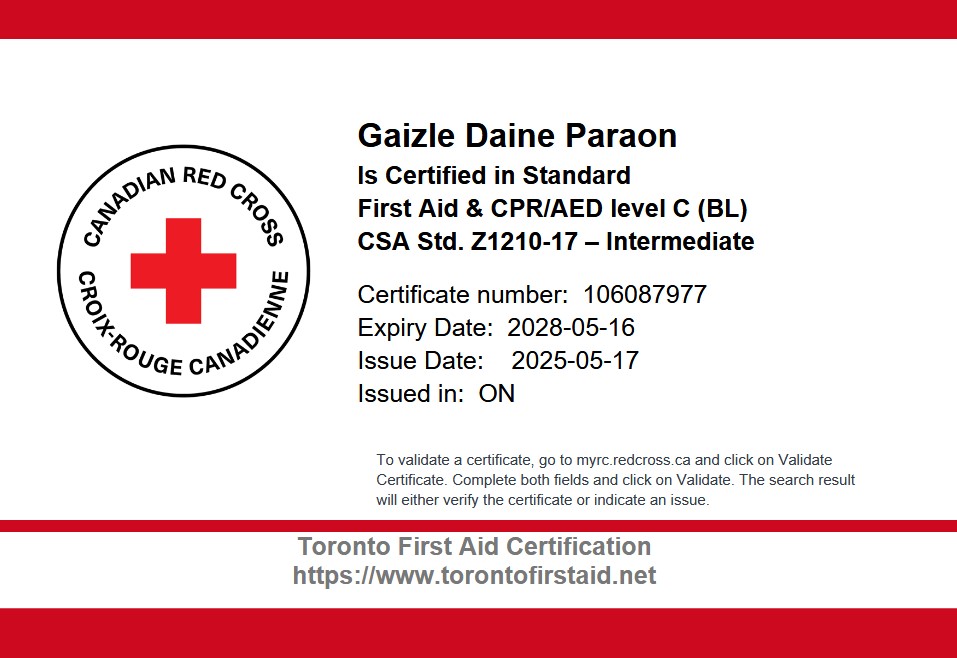 CANADIAN RED CROSS
CROIX-ROUGE CANADIENNE
Gaizle Daine Paraon
Is Certified in Standard
First Aid & CPR/AED level C (BL)
CSA Std. Z1210-17 – Intermediate
Certificate number: 106087977
Expiry Date: 2028-05-16
Issue Date: 2025-05-17
Issued in: ON
To validate a certificate, go to myrc.redcross.ca and click on Validate
Certificate. Complete both fields and click on Validate. The search result
will either verify the certificate or indicate an issue.
Toronto First Aid Certification
https://www.torontofirstaid.net